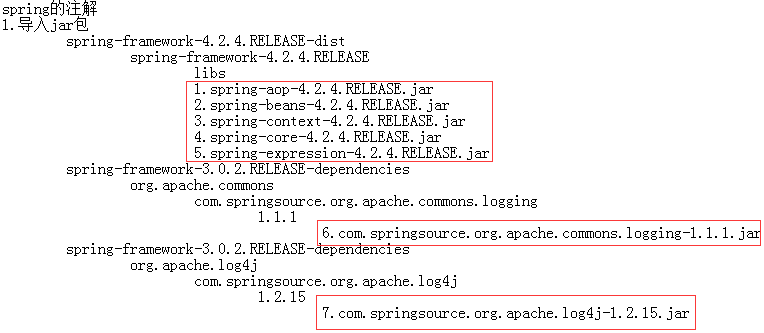 spring的注解
1.导入jar包
spring-framework-4.2.4.RELEASE-dist
spring-framework-4.2.4.RELEASE
libs
1.spring-aop-4.2.4.RELEASE.jar
2.spring-beans-4.2.4.RELEASE.jar
3.spring-context-4.2.4.RELEASE.jar
4.spring-core-4.2.4.RELEASE.jar
5.spring-expression-4.2.4.RELEASE.jar
spring-framework-3.0.2.RELEASE-dependencies
org.apache.commons
com.springsource.org.apache.commons.logging
1.1.1
6.com.springsource.org.apache.commons.logging-1.1.1.jar
spring-framework-3.0.2.RELEASE-dependencies
org.apache.log4j
com.springsource.org.apache.log4j
1.2.15
7.com.springsource.org.apache.log4j-1.2.15.jar